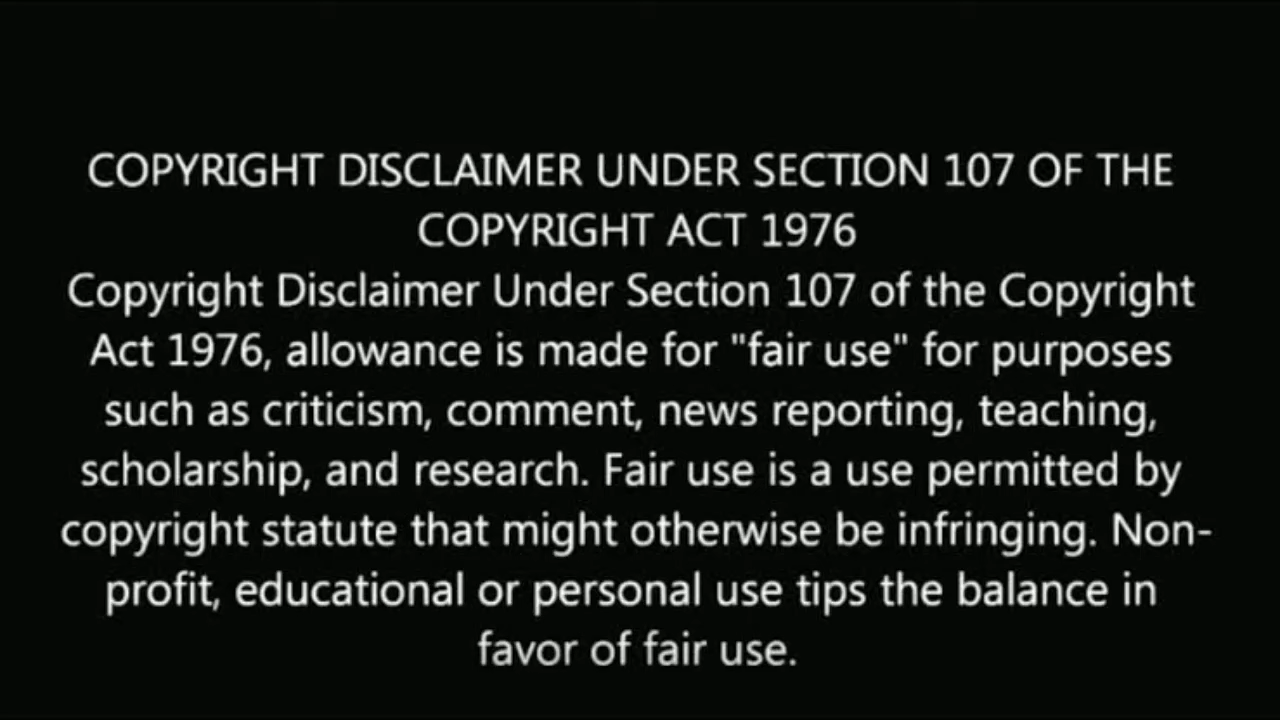 COPYRIGHT DISCLAIMER UNDER SECTION 107 OF THE
COPYRIGHT ACT 1976
Copyright Disclaimer Under Section 107 of the Copyright
Act 1976, allowance is made for "fair use" for purposes
such as criticism, comment, news reporting, teaching,
scholarship, and research. Fair use is a use permitted by
copyright statute that might otherwise be infringing. Non-
profit, educational or personal use tips the balance in
favor of fair use.